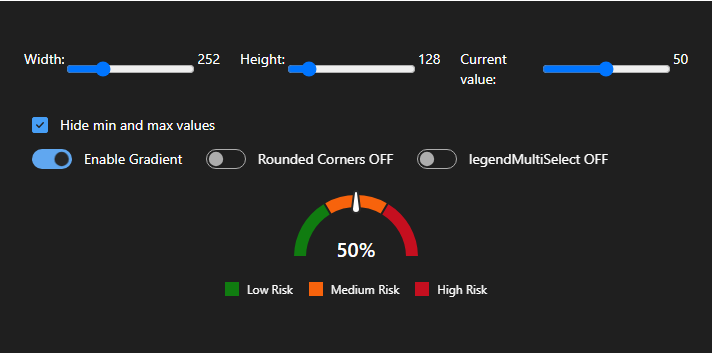 Width: 252 Height: 128 Current value: 50
Hide min and max values
Enable Gradient Rounded Corners OFF legendMultiSelect OFF
50%
Low Risk Medium Risk High Risk